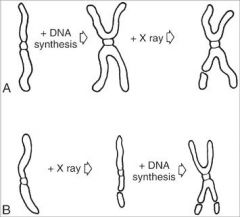 + DNA
synthesis
+ X ray
A
+ X ray
+ DNA
synthesis
B